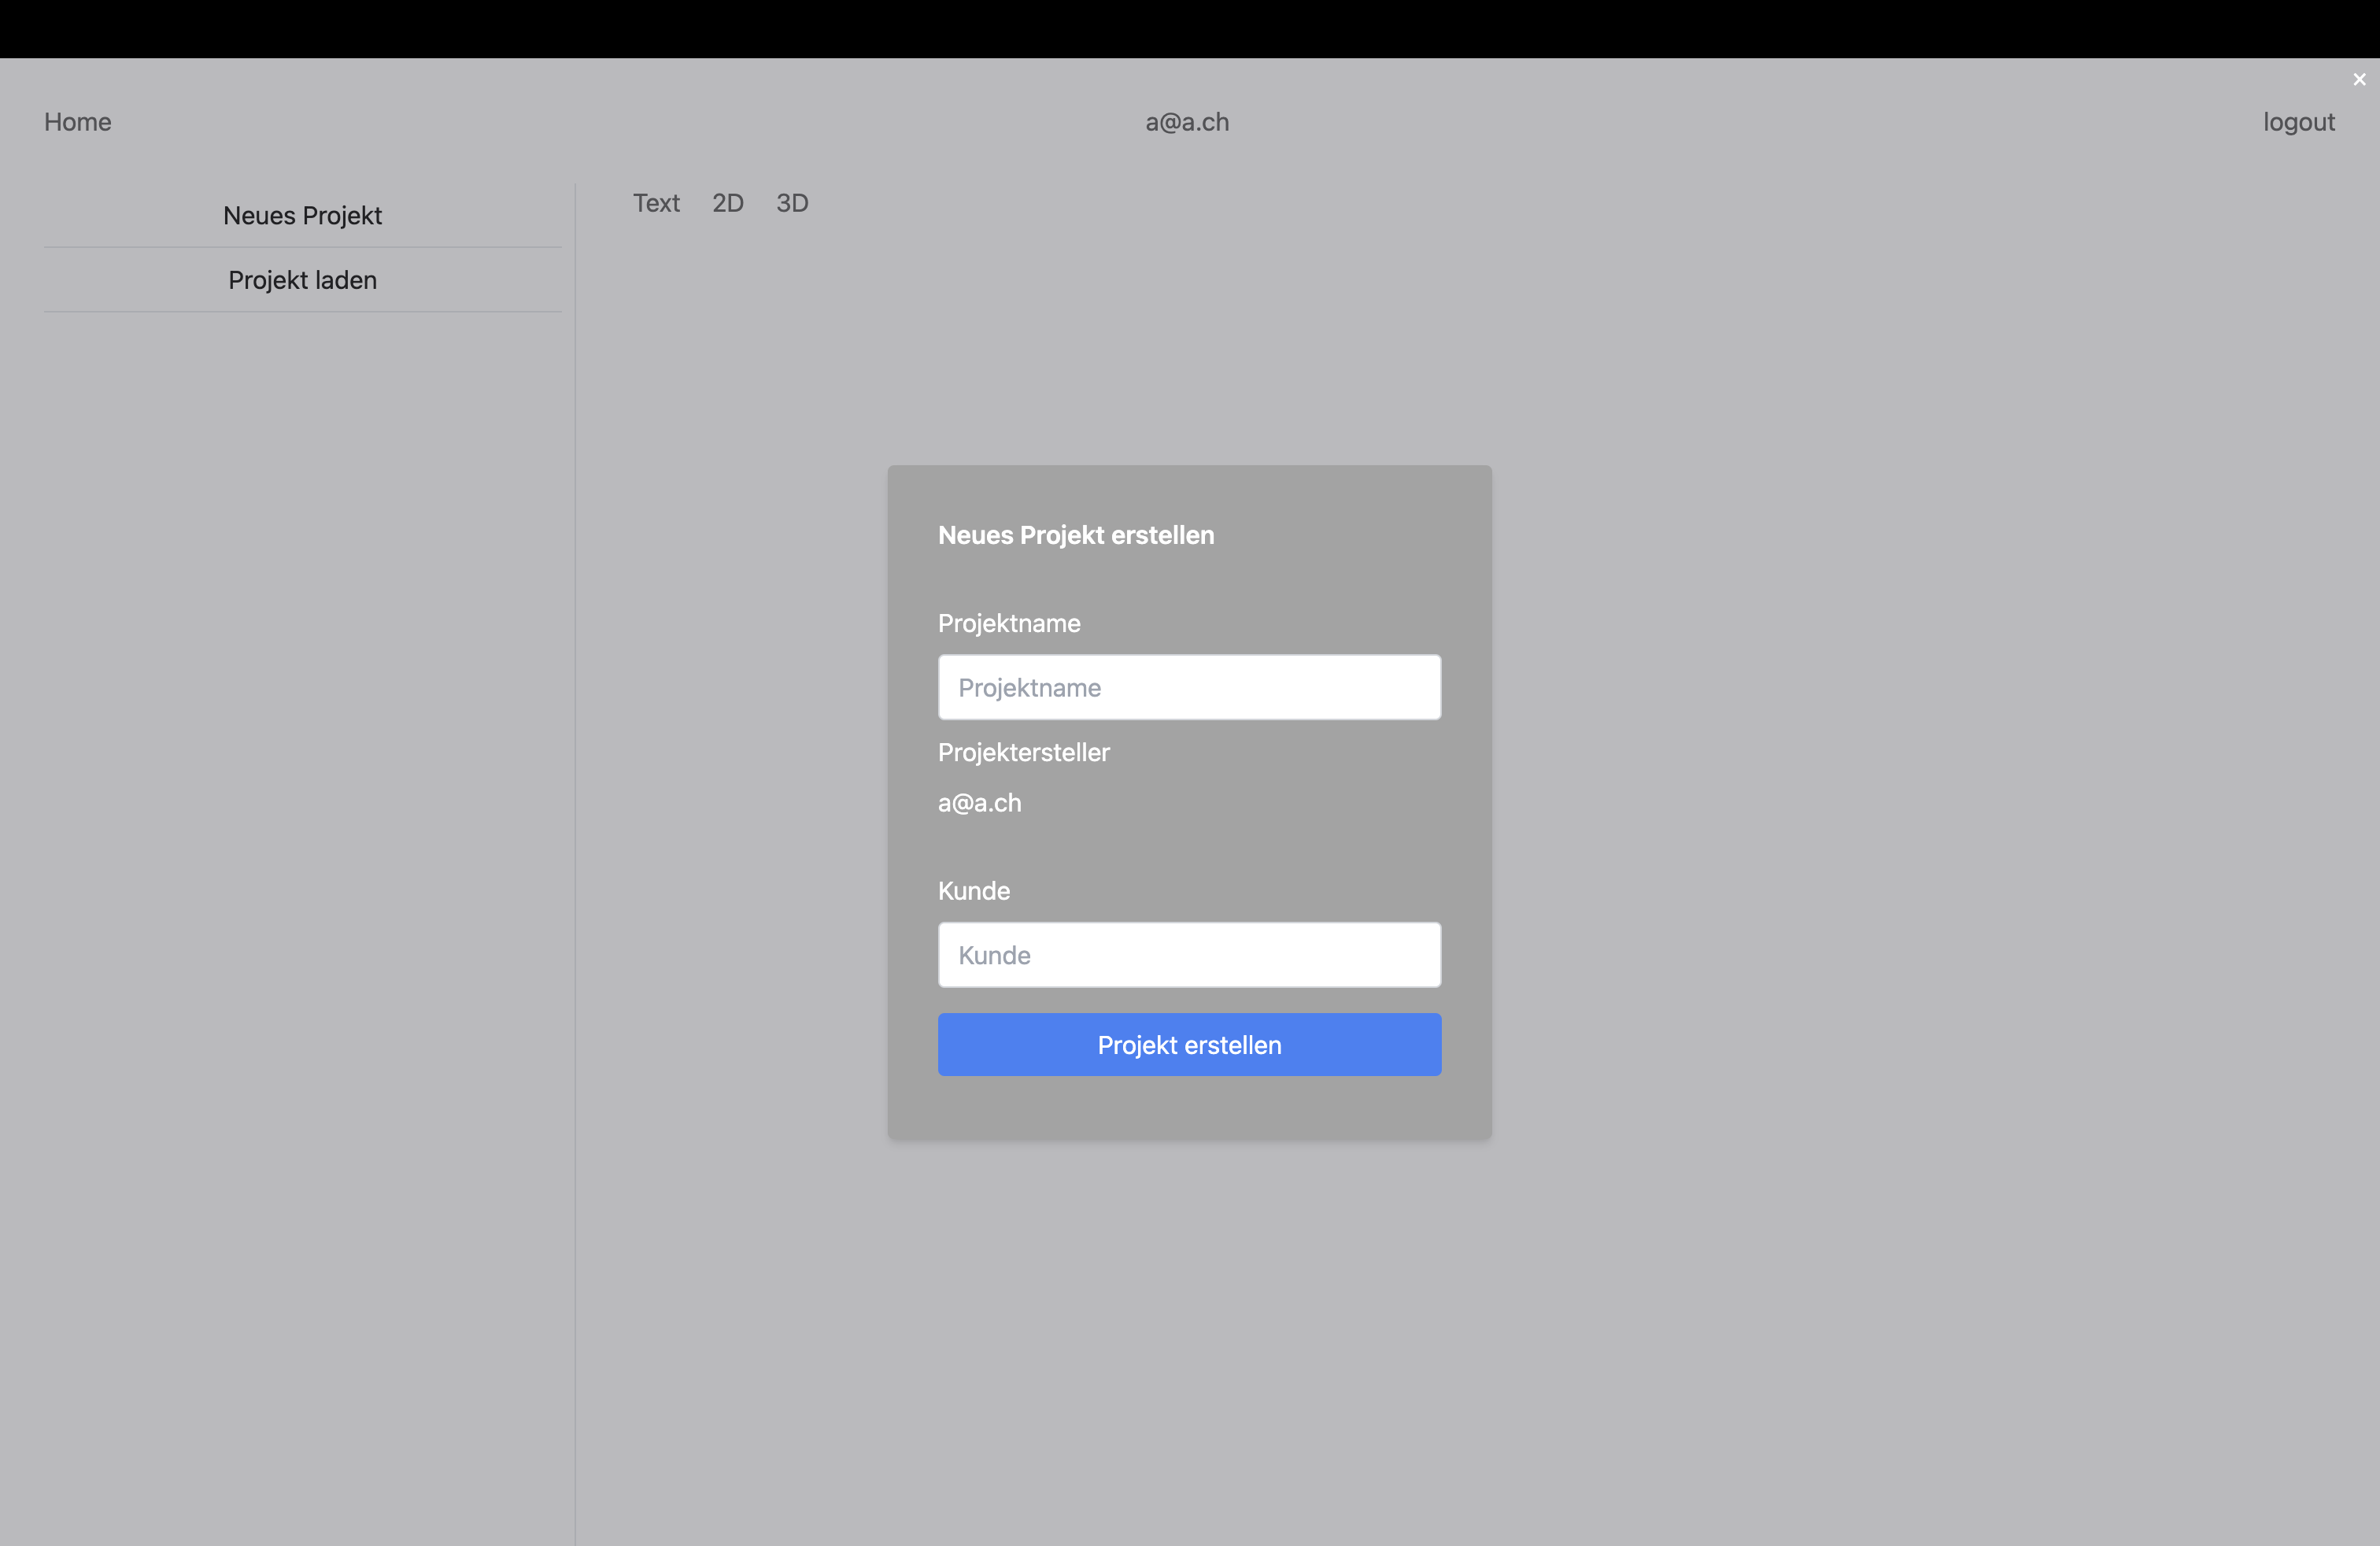 ×
Home a@a.ch logout
Neues Projekt
Projekt laden
Text 2D 3D
Neues Projekt erstellen
Projektname
Projektname
Projektersteller
a@a.ch
Kunde
Kunde
Projekt erstellen